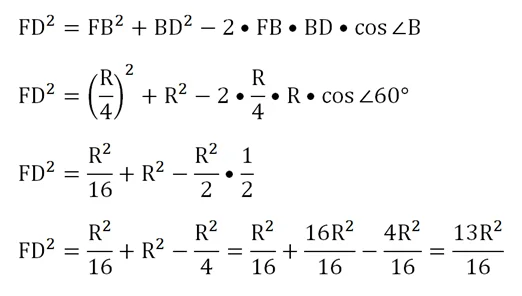 FD² = FB² + BD² − 2 • FB • BD • cos ∠B
FD² = (R/4)² + R² − 2 • R/4 • R • cos ∠60°
FD² = R²/16 + R² − R²/2 • 1/2
FD² = R²/16 + R² − R²/4 = R²/16 + 16R²/16 − 4R²/16 = 13R²/16